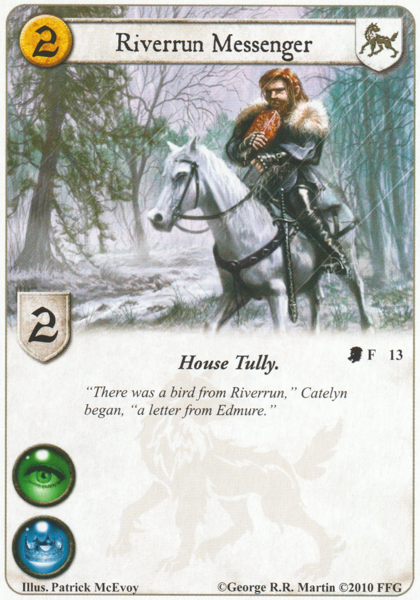 2
Riverrun Messenger
2
F 13
House Tully.
“There was a bird from Riverrun,” Catelyn
began, “a letter from Edmure.”
Illus. Patrick McEvoy
©George R.R. Martin ©2010 FFG